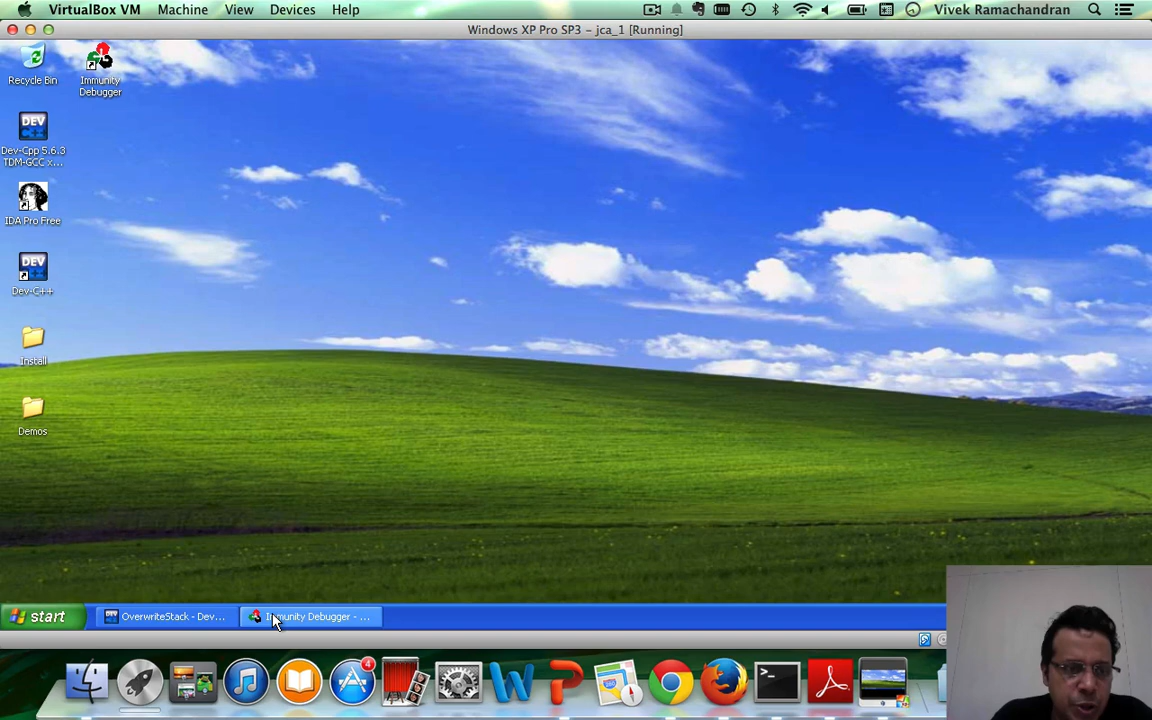 VirtualBox VM Machine View Devices Help Vivek Ramachandran
Windows XP Pro SP3 – jca_1 [Running]
Recycle Bin
Immunity
Debugger
DEV
Dev-Cpp 5.6.3
TDM-GCC x...
IDA Pro Free
DEV
Dev-C++
Install
Demos
start
OverwriteStack - Dev...
Immunity Debugger - ...
4